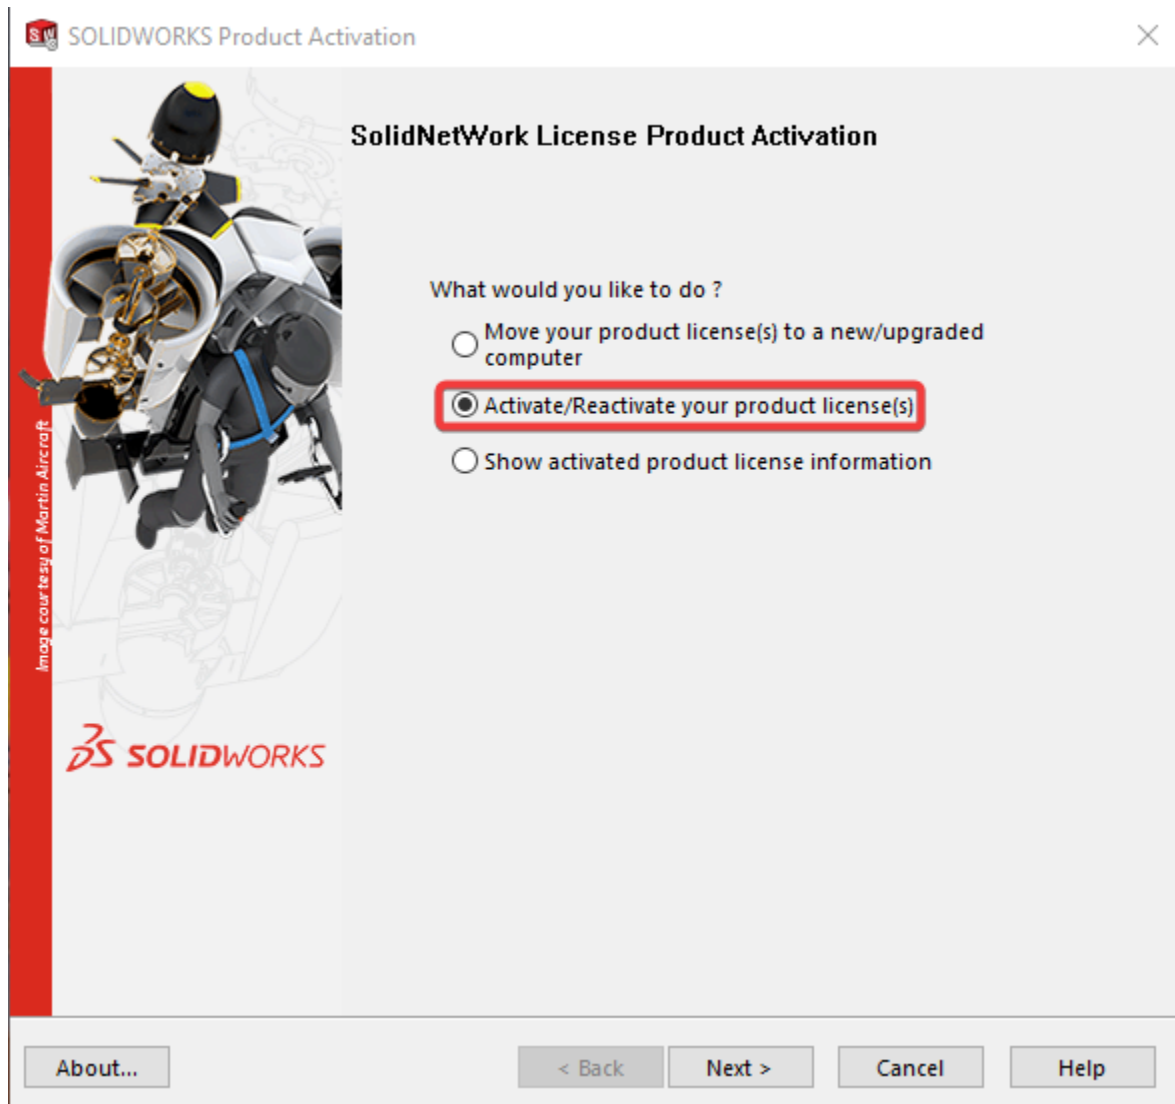 SOLIDWORKS Product Activation
SolidNetWork License Product Activation
What would you like to do ?
Move your product license(s) to a new/upgraded
computer
Activate/Reactivate your product license(s)
Show activated product license information
Image courtesy of Martin Aircraft
SOLIDWORKS
About...
< Back
Next >
Cancel
Help